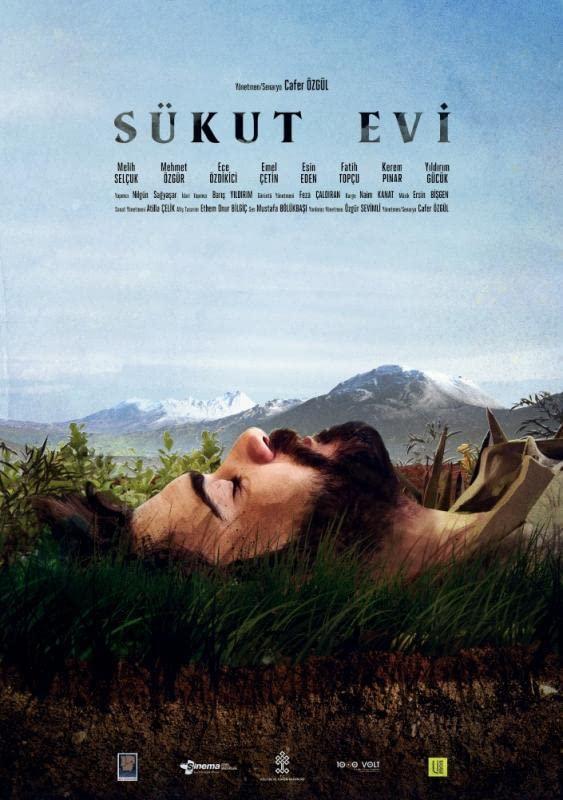 Yönetmen/Senaryo Cafer ÖZGÜL
SÜKUT EVİ
Melih SELÇUK Mehmet ÖZGÜR Ece ÖZDİKİCİ Emel ÇETİN Esin EDEN Fatih TOPÇU Kerem PINAR Yıldırım GÜCÜK
Yapımcı Nilgün Sağyaşar İdari Yapımcı Barış YILDIRIM Görüntü Yönetmeni Feza ÇALDIRAN Kurgu Naim KANAT Müzik Ersin BİŞGEN
Sanat Yönetmeni Atilla ÇELİK Afiş Tasarım Ethem Onur BİLGİÇ Ses Mustafa BÖLÜKBAŞI Yardımcı Yönetmen Özgür SEVİMLİ Yönetmen/Senaryo Cafer ÖZGÜL
Sinema
VOLT